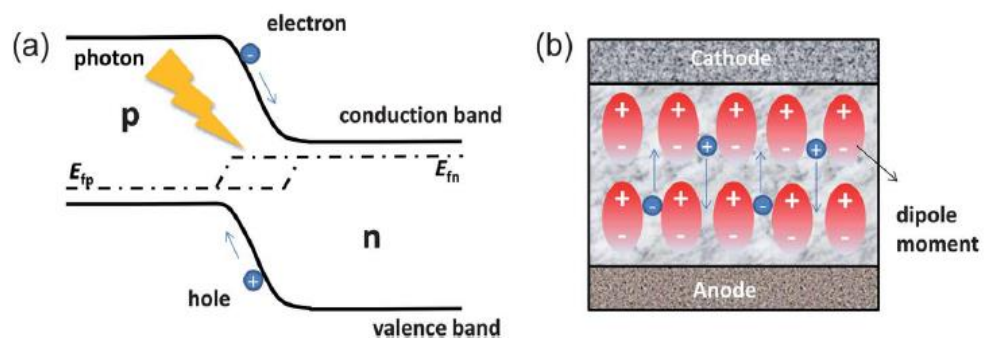 (a)
electron
-
photon
p
conduction band
E_fp
E_fn
n
+
hole
valence band
(b)
Cathode
+ + + + +
- - + - - + -
+ + + + +
- -
- - - - -
dipole
moment
Anode